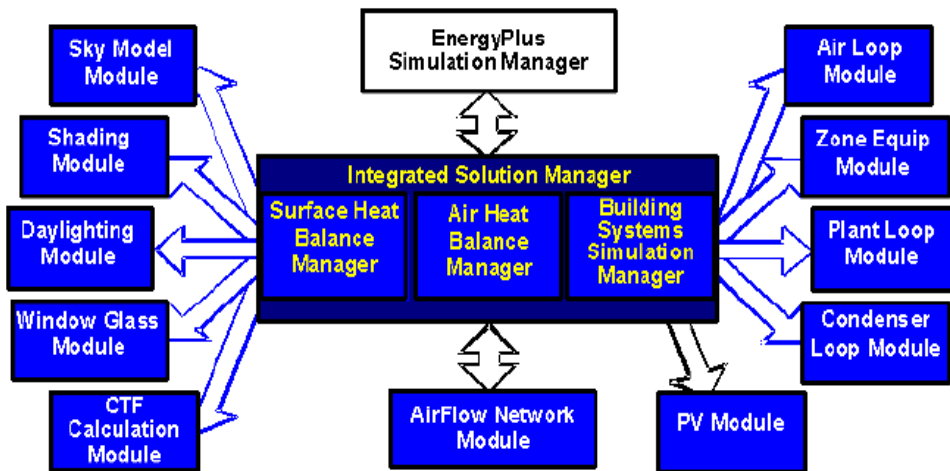 Sky Model
Module
EnergyPlus
Simulation Manager
Air Loop
Module
Shading
Module
Zone Equip
Module
Integrated Solution Manager
Surface Heat
Balance
Manager
Air Heat
Balance
Manager
Building
Systems
Simulation
Manager
Daylighting
Module
Plant Loop
Module
Window Glass
Module
Condenser
Loop Module
CTF
Calculation
Module
AirFlow Network
Module
PV Module